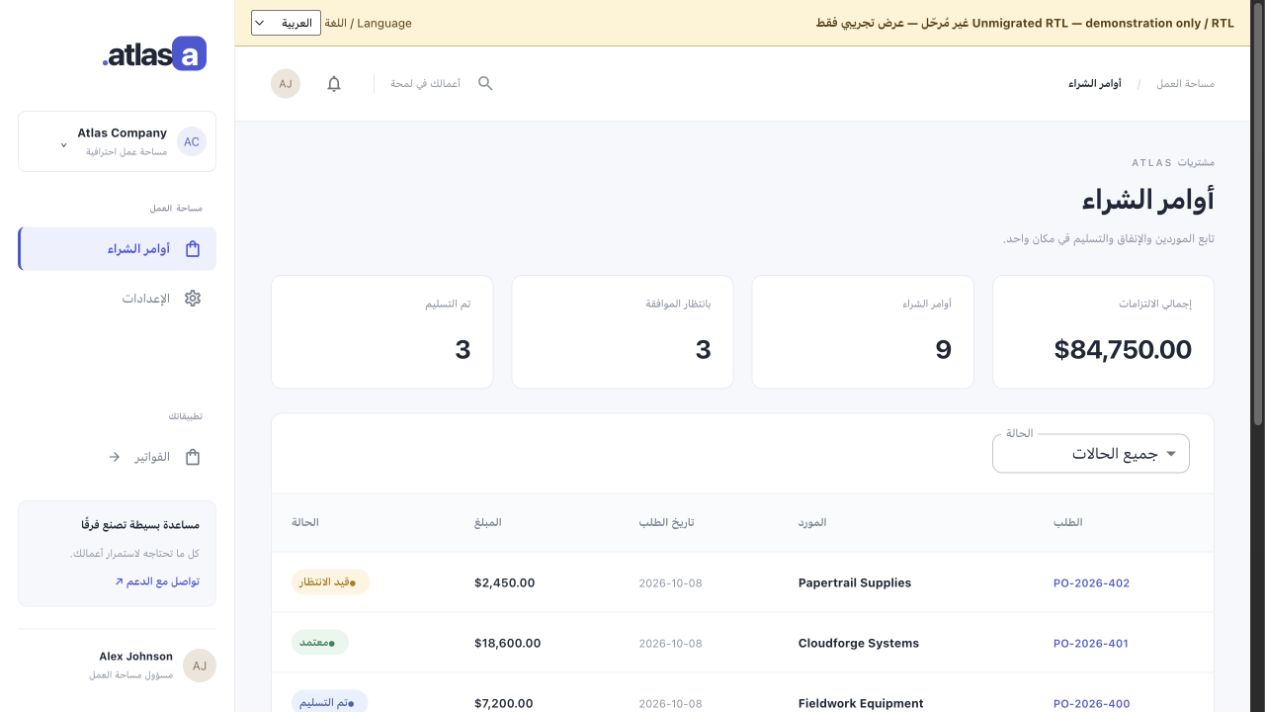 Unmigrated RTL — demonstration only / RTL غير مُرحّل — عرض تجريبي فقط
Language / اللغة العربية
atlas.
a
AC
Atlas Company
مساحة عمل احترافية
مساحة العمل
أوامر الشراء
الإعدادات
تطبيقاتك
الفواتير
مساعدة بسيطة تصنع فرقًا
كل ما تحتاجه لاستمرار أعمالك.
تواصل مع الدعم
AJ
Alex Johnson
مسؤول مساحة العمل
مساحة العمل / أوامر الشراء
أعمالك في لمحة
AJ
مشتريات ATLAS
أوامر الشراء
تابع الموردين والإنفاق والتسليم في مكان واحد.
إجمالي الالتزامات
$84,750.00
أوامر الشراء
9
بانتظار الموافقة
3
تم التسليم
3
الحالة
جميع الحالات
الطلب المورد تاريخ الطلب المبلغ الحالة
PO-2026-402 Papertrail Supplies 2026-10-08 $2,450.00 قيد الانتظار
PO-2026-401 Cloudforge Systems 2026-10-08 $18,600.00 معتمد
PO-2026-400 Fieldwork Equipment 2026-10-08 $7,200.00 تم التسليم